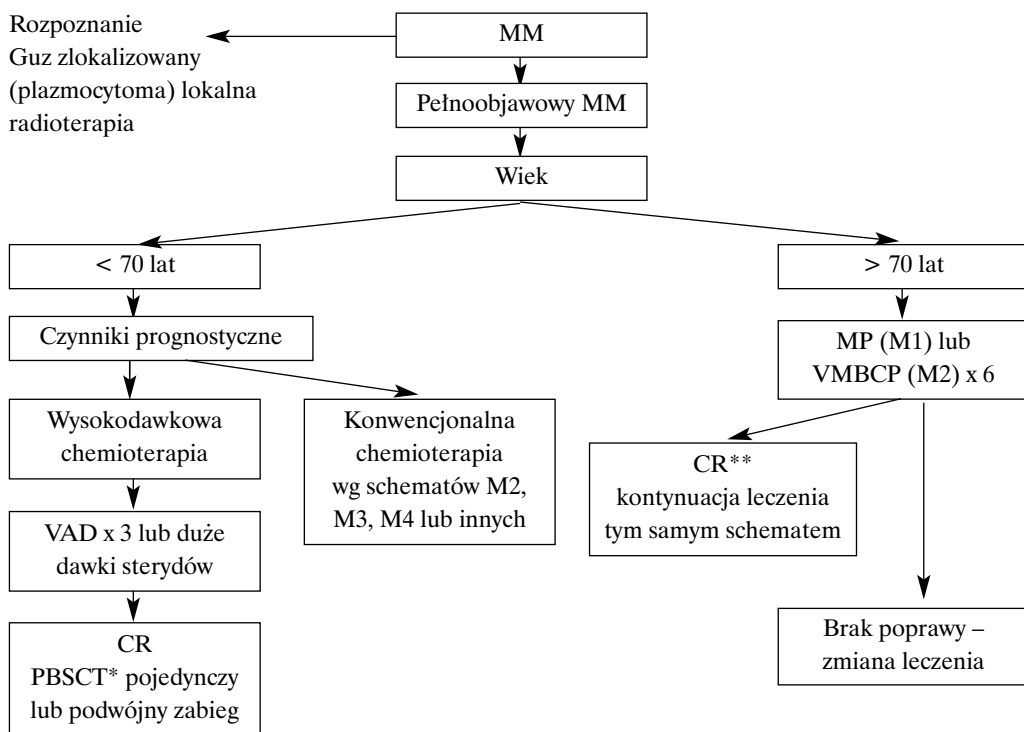 Rozpoznanie
Guz zlokalizowany
(plazmocytoma) lokalna
radioterapia
MM
Pełnoobjawowy MM
Wiek
< 70 lat
> 70 lat
Czynniki prognostyczne
MP (M1) lub
VMBCP (M2) x 6
Wysokodawkowa
chemioterapia
Konwencjonalna
chemioterapia
wg schematów M2,
M3, M4 lub innych
CR**
kontynuacja leczenia
tym samym schematem
VAD x 3 lub duże
dawki sterydów
Brak poprawy –
zmiana leczenia
CR
PBSCT* pojedynczy
lub podwójny zabieg